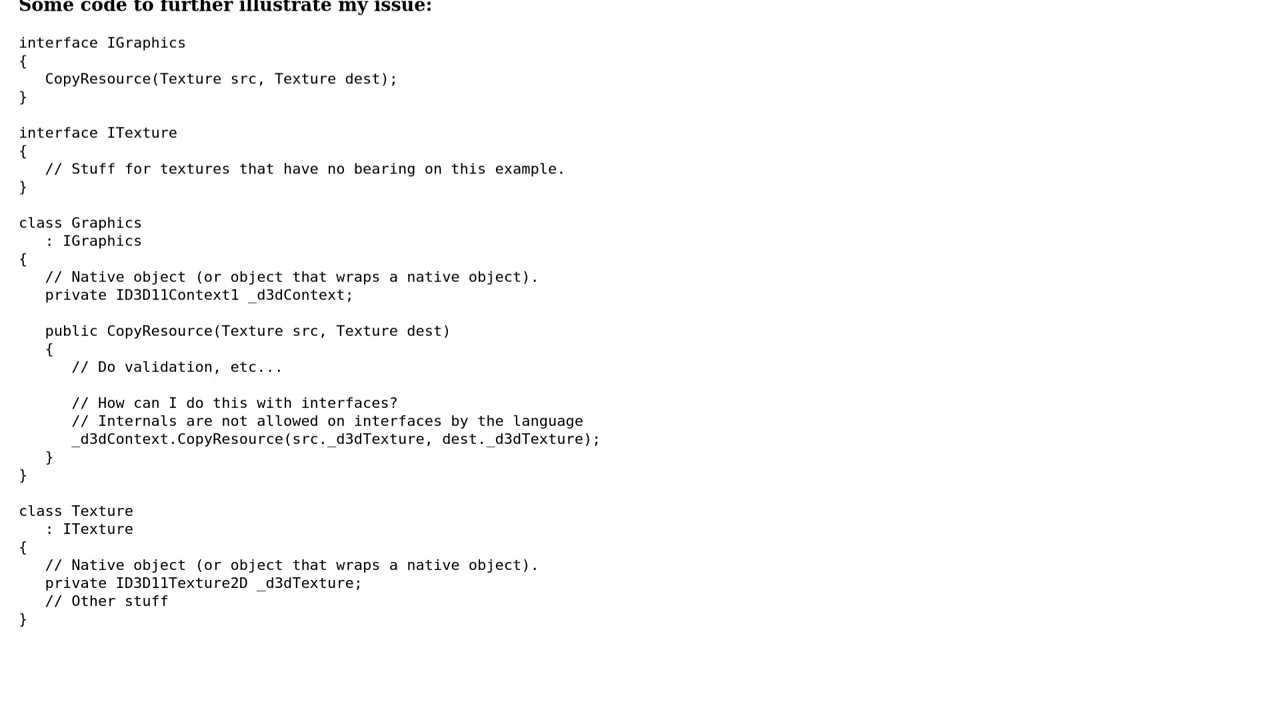 Some code to further illustrate my issue:
interface IGraphics
{
CopyResource(Texture src, Texture dest);
}
interface ITexture
{
// Stuff for textures that have no bearing on this example.
}
class Graphics
: IGraphics
{
// Native object (or object that wraps a native object).
private ID3D11Context1 _d3dContext;
public CopyResource(Texture src, Texture dest)
{
// Do validation, etc...
// How can I do this with interfaces?
// Internals are not allowed on interfaces by the language
_d3dContext.CopyResource(src._d3dTexture, dest._d3dTexture);
}
}
class Texture
: ITexture
{
// Native object (or object that wraps a native object).
private ID3D11Texture2D _d3dTexture;
// Other stuff
}